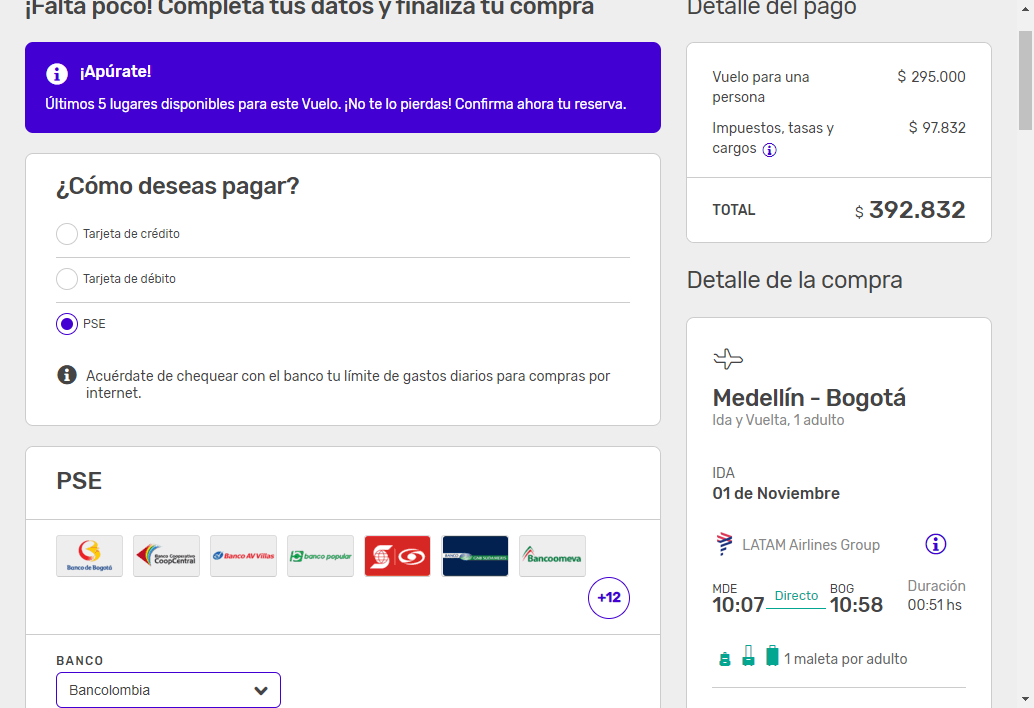 ¡Falta poco! Completa tus datos y finaliza tu compra
¡Apúrate!
Últimos 5 lugares disponibles para este Vuelo. ¡No te lo pierdas! Confirma ahora tu reserva.
¿Cómo deseas pagar?
Tarjeta de crédito
Tarjeta de débito
PSE
Acuérdate de chequear con el banco tu límite de gastos diarios para compras por
internet.
PSE
Banco de Bogotá
Banco Cooperativo
CoopCentral
Banco AV Villas
banco popular
Bancoomeva
+12
BANCO
Bancolombia
Detalle del pago
Vuelo para una
persona
$ 295.000
Impuestos, tasas y
cargos
$ 97.832
TOTAL
$ 392.832
Detalle de la compra
Medellín - Bogotá
Ida y Vuelta, 1 adulto
IDA
01 de Noviembre
LATAM Airlines Group
MDE
10:07
Directo
BOG
10:58
Duración
00:51 hs
1 maleta por adulto